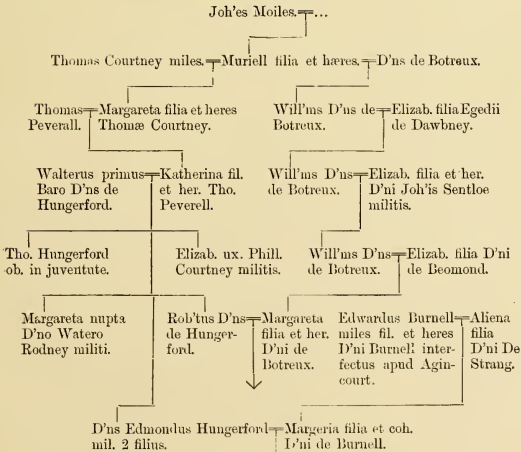 Joh'es Moiles.╤...
Thomas Courtney miles.╤Muriell filia et hæres.╤D'ns de Botreux.
Thomas╤Margareta filia et heres
Peverall. Thomæ Courtney.
Will'ms D'ns de╤Elizab. filia Egedii
Botreux. de Dawbney.
Walterus primus╤Katherina fil.
Baro D'ns de et her. Tho.
Hungerford. Peverell.
Will'ms D'ns╤Elizab. filia et her.
de Botreux. D'ni Joh'is Sentloe
militis.
Tho. Hungerford
ob. in juventute.
Elizab. ux. Phill.
Courtney militis.
Will'ms D'ns╤Elizab. filia D'ni
de Botreux. de Beomond.
Margareta nupta
D'no Watero
Rodney militi.
Rob'tus D'ns╤Margareta
de Hunger- filia et her.
ford. D'ni de
Botreux.
Edwardus Burnell╤Aliena
miles fil. et heres filia
D'ni Burnell inter- D'ni De
fectus apud Agin- Strang.
court.
D'ns Edmondus Hungerford╤Margeria filia et coh.
mil. 2 filius. D'ni de Burnell.